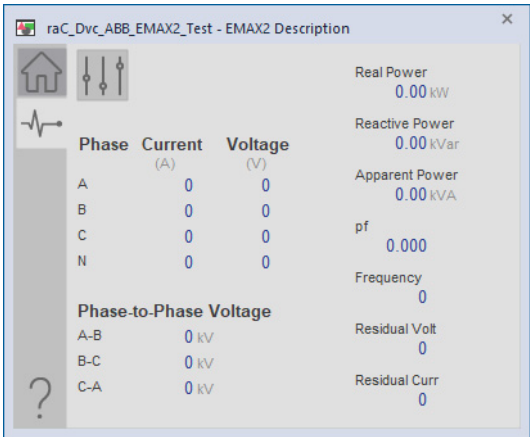 raC_Dvc_ABB_EMAX2_Test - EMAX2 Description
Phase Current Voltage
(A) (V)
A 0 0
B 0 0
C 0 0
N 0 0
Phase-to-Phase Voltage
A-B 0 kV
B-C 0 kV
C-A 0 kV
?
Real Power
0.00 kW
Reactive Power
0.00 kVar
Apparent Power
0.00 kVA
pf
0.000
Frequency
0
Residual Volt
0
Residual Curr
0